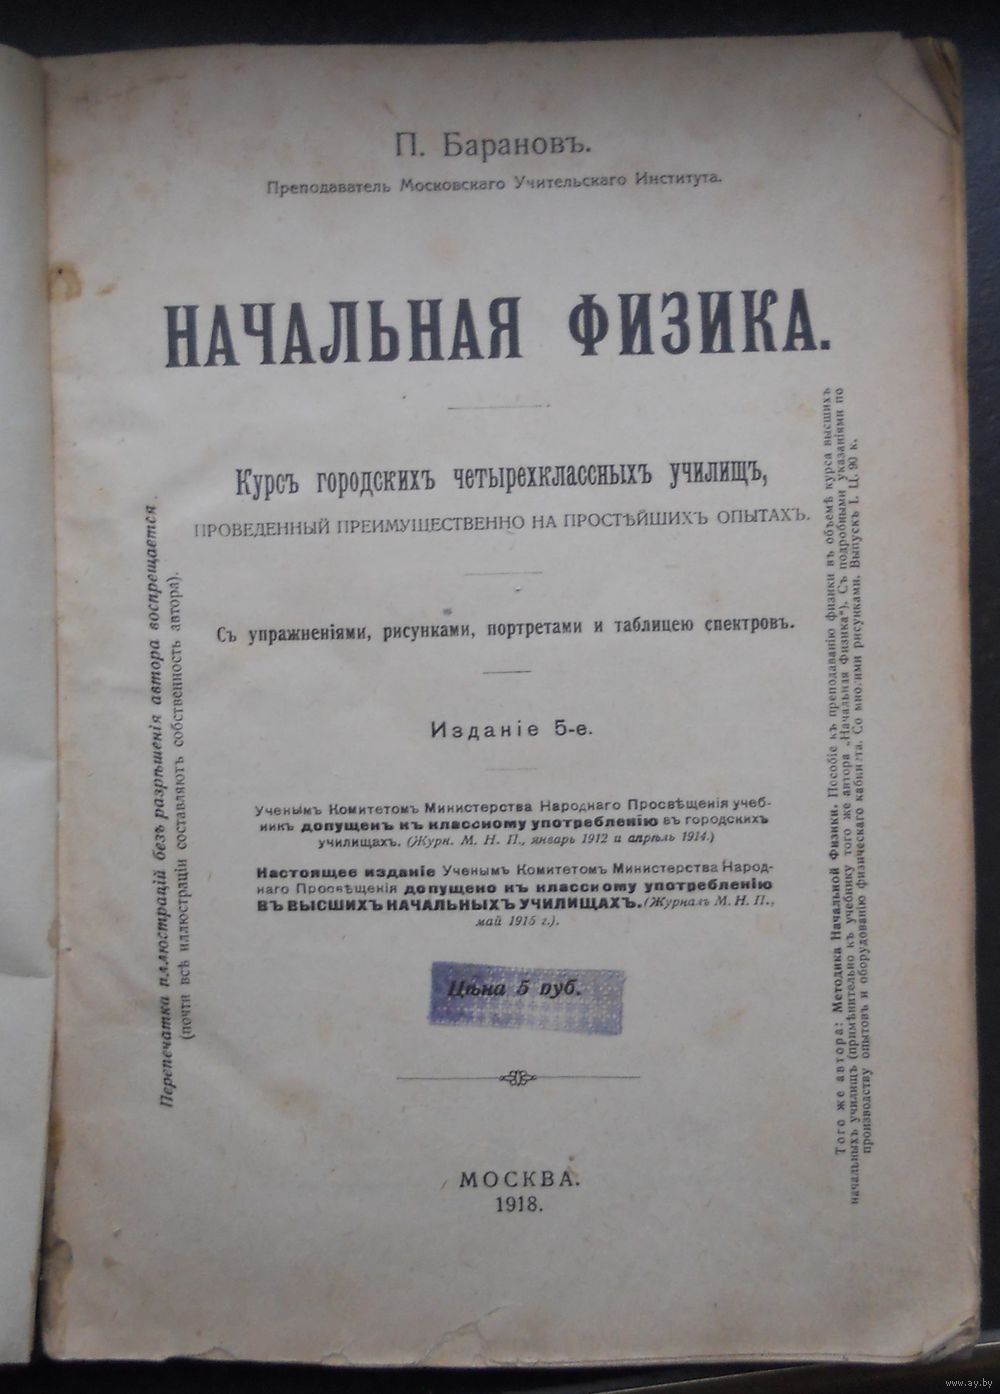 П. Барановъ.
Преподаватель Московскаго Учительскаго Института.
НАЧАЛЬНАЯ ФИЗИКА.
Курсъ городскихъ четырехклассныхъ училищъ,
ПРОВЕДЕННЫЙ ПРЕИМУЩЕСТВЕННО НА ПРОСТѢЙШИХЪ ОПЫТАХЪ.
Съ упражненіями, рисунками, портретами и таблицею спектровъ.
Изданіе 5-е.
Ученымъ Комитетомъ Министерства Народнаго Просвѣщенія учеб-
никъ допущенъ къ классному употребленію въ городскихъ
училищахъ. (Журн. М. Н. П., январь 1912 и апрѣль 1914.)
Настоящее изданіе Ученымъ Комитетомъ Министерства Народ-
наго Просвѣщенія допущено къ классному употребленію
ВЪ ВЫСШИХЪ НАЧАЛЬНЫХЪ УЧИЛИЩАХЪ. (Журналъ М. Н. П.,
май 1915 г.).
Цѣна 5 руб.
МОСКВА.
1918.
Перепечатка иллюстрацій безъ разрѣшенія автора воспрещается
(почти всѣ иллюстраціи составляютъ собственность автора).
Того же автора: Методика Начальной Физики. Пособіе къ преподаванію физики въ объемѣ курса высшихъ
начальныхъ училищъ (примѣнительно къ учебнику того же автора „Начальная Физика“). Съ подробными указаніями по
производству опытовъ и оборудованію физическаго кабинета. Со многими рисунками. Выпускъ I. Ц. 90 к.
www.ay.by